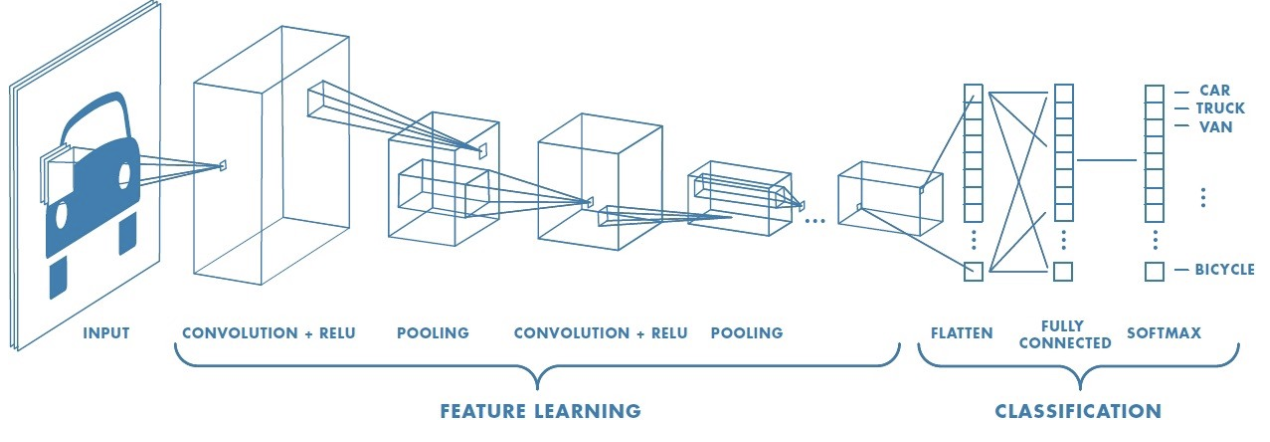 CAR
TRUCK
VAN
BICYCLE
INPUT
CONVOLUTION + RELU
POOLING
CONVOLUTION + RELU
POOLING
FLATTEN
FULLY
CONNECTED
SOFTMAX
FEATURE LEARNING
CLASSIFICATION